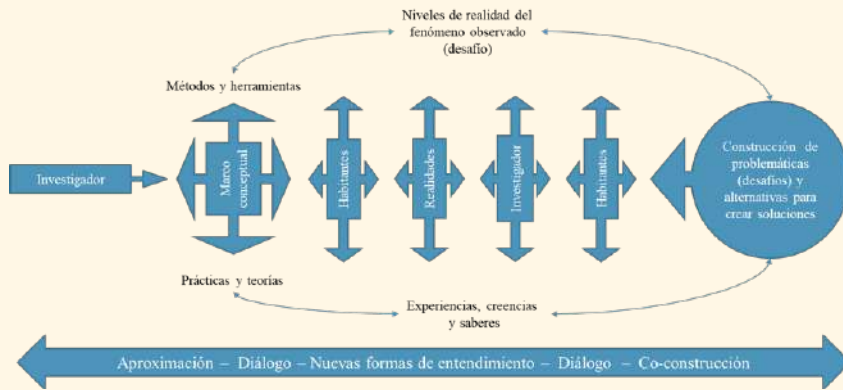 Niveles de realidad del
fenómeno observado
(desafío)
Métodos y herramientas
Investigador
Marco
conceptual
Habitantes
Realidades
Investigador
Habitantes
Construcción de
problemáticas
(desafíos) y
alternativas para
crear soluciones
Prácticas y teorías
Experiencias, creencias
y saberes
Aproximación – Diálogo – Nuevas formas de entendimiento – Diálogo – Co-construcción